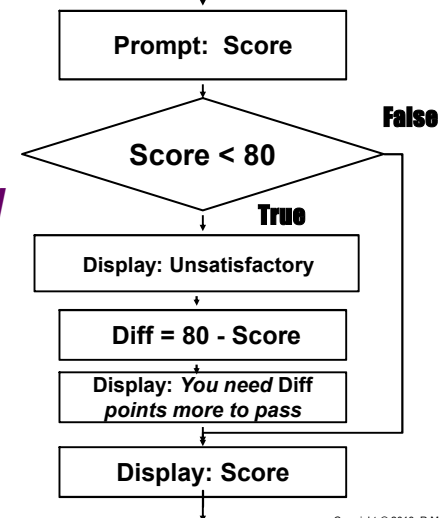 Prompt: Score
False
Score < 80
True
Display: Unsatisfactory
Diff = 80 - Score
Display: You need Diff
points more to pass
Display: Score